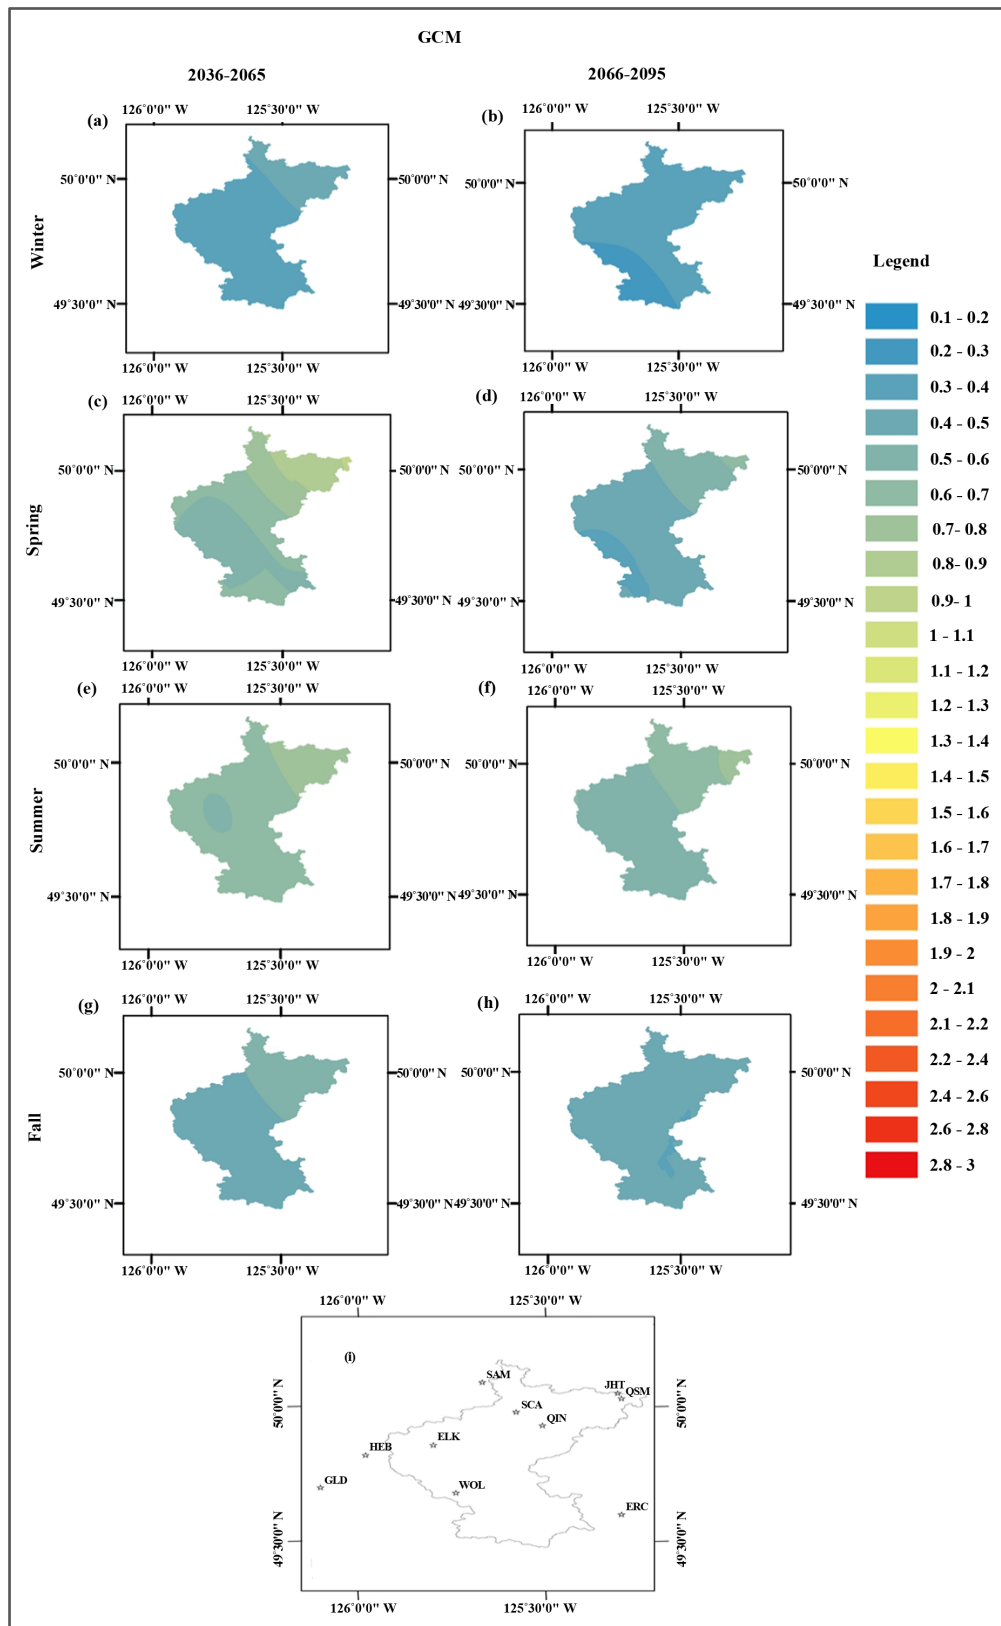 GCM
2036-2065 2066-2095
(a) 126°0'0" W 125°30'0" W
(b) 126°0'0" W 125°30'0" W
50°0'0" N 50°0'0" N 50°0'0" N 50°0'0" N
Winter
49°30'0" N 49°30'0" N 49°30'0" N 49°30'0" N
126°0'0" W 125°30'0" W 126°0'0" W 125°30'0" W
(c) 126°0'0" W 125°30'0" W
(d) 126°0'0" W 125°30'0" W
50°0'0" N 50°0'0" N 50°0'0" N 50°0'0" N
Spring
49°30'0" N 49°30'0" N 49°30'0" N 49°30'0" N
126°0'0" W 125°30'0" W 126°0'0" W 125°30'0" W
(e) 126°0'0" W 125°30'0" W
(f) 126°0'0" W 125°30'0" W
50°0'0" N 50°0'0" N 50°0'0" N 50°0'0" N
Summer
49°30'0" N 49°30'0" N 49°30'0" N 49°30'0" N
126°0'0" W 125°30'0" W 126°0'0" W 125°30'0" W
(g) 126°0'0" W 125°30'0" W
(h) 126°0'0" W 125°30'0" W
50°0'0" N 50°0'0" N 50°0'0" N 50°0'0" N
Fall
49°30'0" N 49°30'0" N 49°30'0" N 49°30'0" N
126°0'0" W 125°30'0" W 126°0'0" W 125°30'0" W
Legend
0.1 - 0.2
0.2 - 0.3
0.3 - 0.4
0.4 - 0.5
0.5 - 0.6
0.6 - 0.7
0.7- 0.8
0.8- 0.9
0.9- 1
1 - 1.1
1.1 - 1.2
1.2 - 1.3
1.3 - 1.4
1.4 - 1.5
1.5 - 1.6
1.6 - 1.7
1.7 - 1.8
1.8 - 1.9
1.9 - 2
2 - 2.1
2.1 - 2.2
2.2 - 2.4
2.4 - 2.6
2.6 - 2.8
2.8 - 3
126°0'0" W 125°30'0" W
(i)
SAM
JHT
QSM
50°0'0" N 50°0'0" N
SCA
QIN
ELK
HEB
GLD
WOL
ERC
49°30'0" N 49°30'0" N
126°0'0" W 125°30'0" W